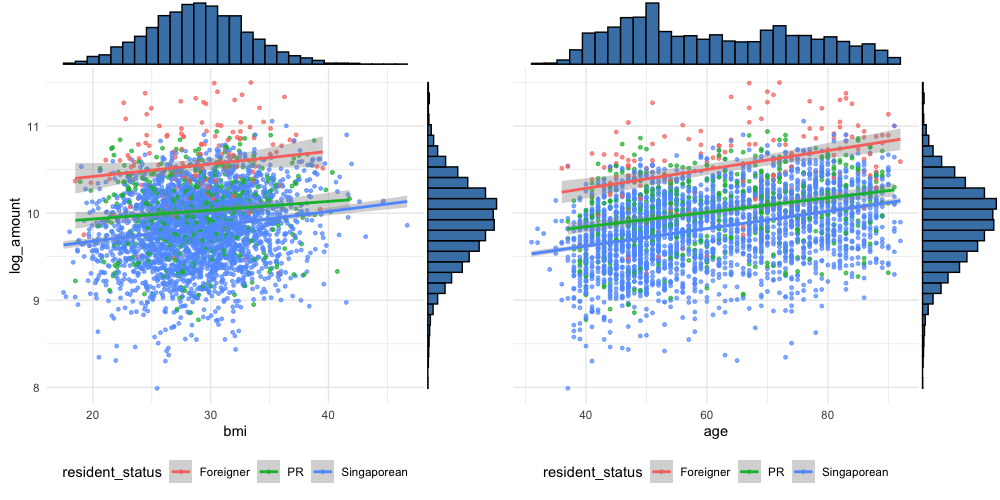 log_amount
11
10
9
8
20 30 40
bmi
40 60 80
age
resident_status Foreigner PR Singaporean
resident_status Foreigner PR Singaporean